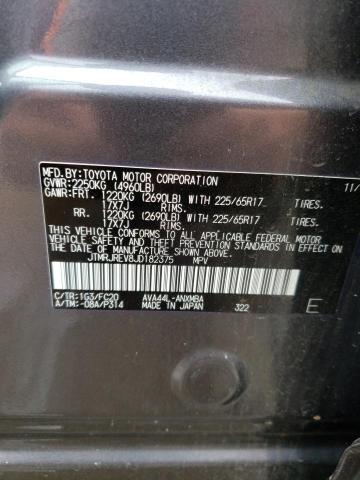 MFD.BY:TOYOTA MOTOR CORPORATION 11/
GVWR:2250KG (4960LB)
GAWR:FRT. 1220KG (2690LB) WITH 225/65R17 TIRES.
17X7J RIMS.
RR. 1220KG (2690LB) WITH 225/65R17 TIRES.
17X7J RIMS.
THIS VEHICLE CONFORMS TO ALL APPLICABLE FEDERAL MOTOR
VEHICLE SAFETY STANDARDS IN EFFECT ON THE DATE OF
MANUFACTURE SHOWN ABOVE.
JTMRJREV8JD182375 MPV
C/TR:1G3/FC20 AVA44L-ANXMBA
A/TM:-08A/P314 MADE IN JAPAN 322 E